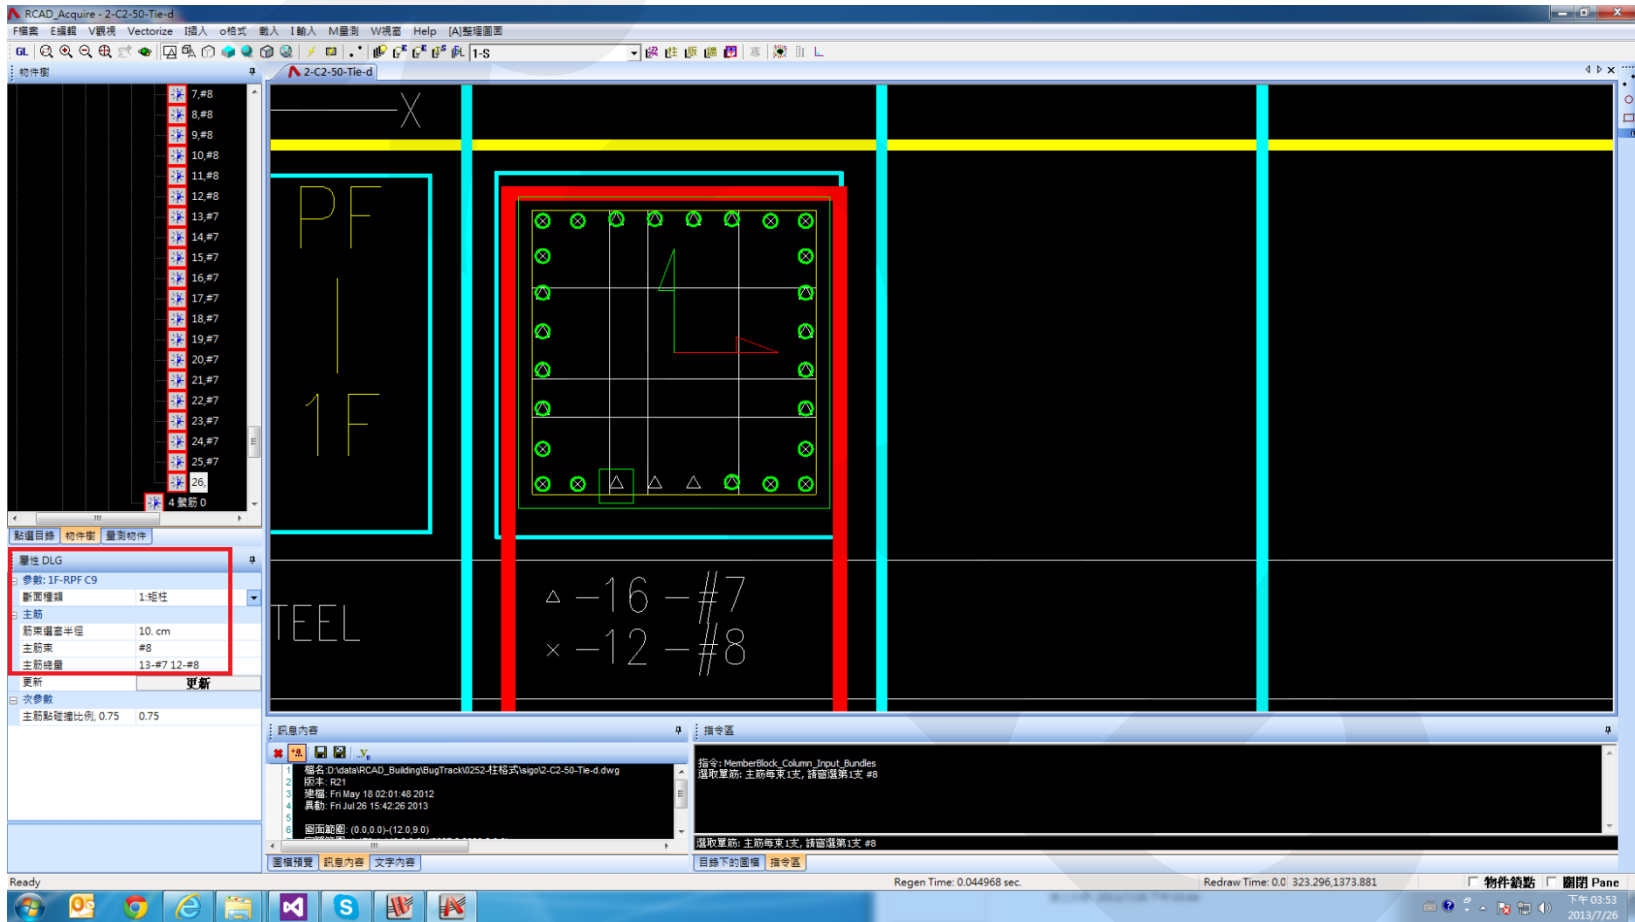 RCAD_Acquire - 2-C2-50-Tie-d
F檔案 E編輯 V觀視 Vectorize I插入 o格式 載入 I輸入 M量測 W視窗 Help [A]整理圖面
GL 1-S
物件樹
2-C2-50-Tie-d
7,#8
8,#8
9,#8
10,#8
11,#8
12,#8
13,#7
14,#7
15,#7
16,#7
17,#7
18,#7
19,#7
20,#7
21,#7
22,#7
23,#7
24,#7
25,#7
26,
4 繫筋 0
點選目錄 物件樹 量測物件
X
PF
1F
TEEL
△ -16 -#7
× -12 -#8
屬性 DLG
參數: 1F-RPF C9
斷面種類 1:矩柱
主筋
筋束選窗半徑 10. cm
主筋束 #8
主筋總量 13-#7 12-#8
更新 更新
次參數
主筋點碰撞比例, 0.75 0.75
訊息內容
1 檔名:D:\data\RCAD_Building\BugTrack\0252-柱格式\sigo\2-C2-50-Tie-d.dwg
2 版本: R21
3 建檔: Fri May 18 02:01:48 2012
4 異動: Fri Jul 26 15:42:26 2013
5
6 圖面範圍: (0.0,0.0)-(12.0,9.0)
圖檔預覽 訊息內容 文字內容
指令區
指令: MemberBlock_Column_Input_Bundles
選取單筋: 主筋每束1支, 請窗選第1支 #8
選取單筋: 主筋每束1支, 請窗選第1支 #8
目錄下的圖檔 指令區
Ready
Regen Time: 0.044968 sec.
Redraw Time: 0.0
323.296,1373.881
物件鎖點
關閉 Pane
下午 03:53
2013/7/26